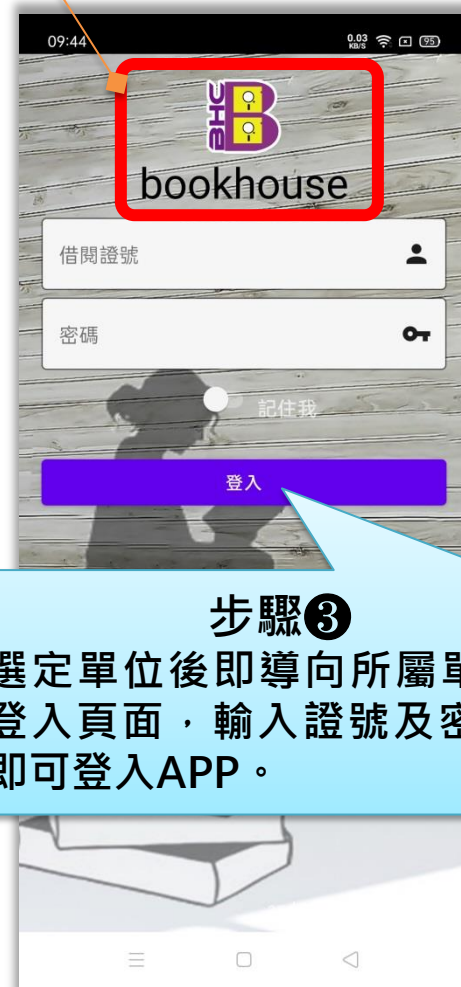 09:44
0.03
KB/S
95
BHC
B
bookhouse
借閱證號
密碼
記住我
登入
步驟❸
選定單位後即導向所屬單
登入頁面，輸入證號及密
即可登入APP。